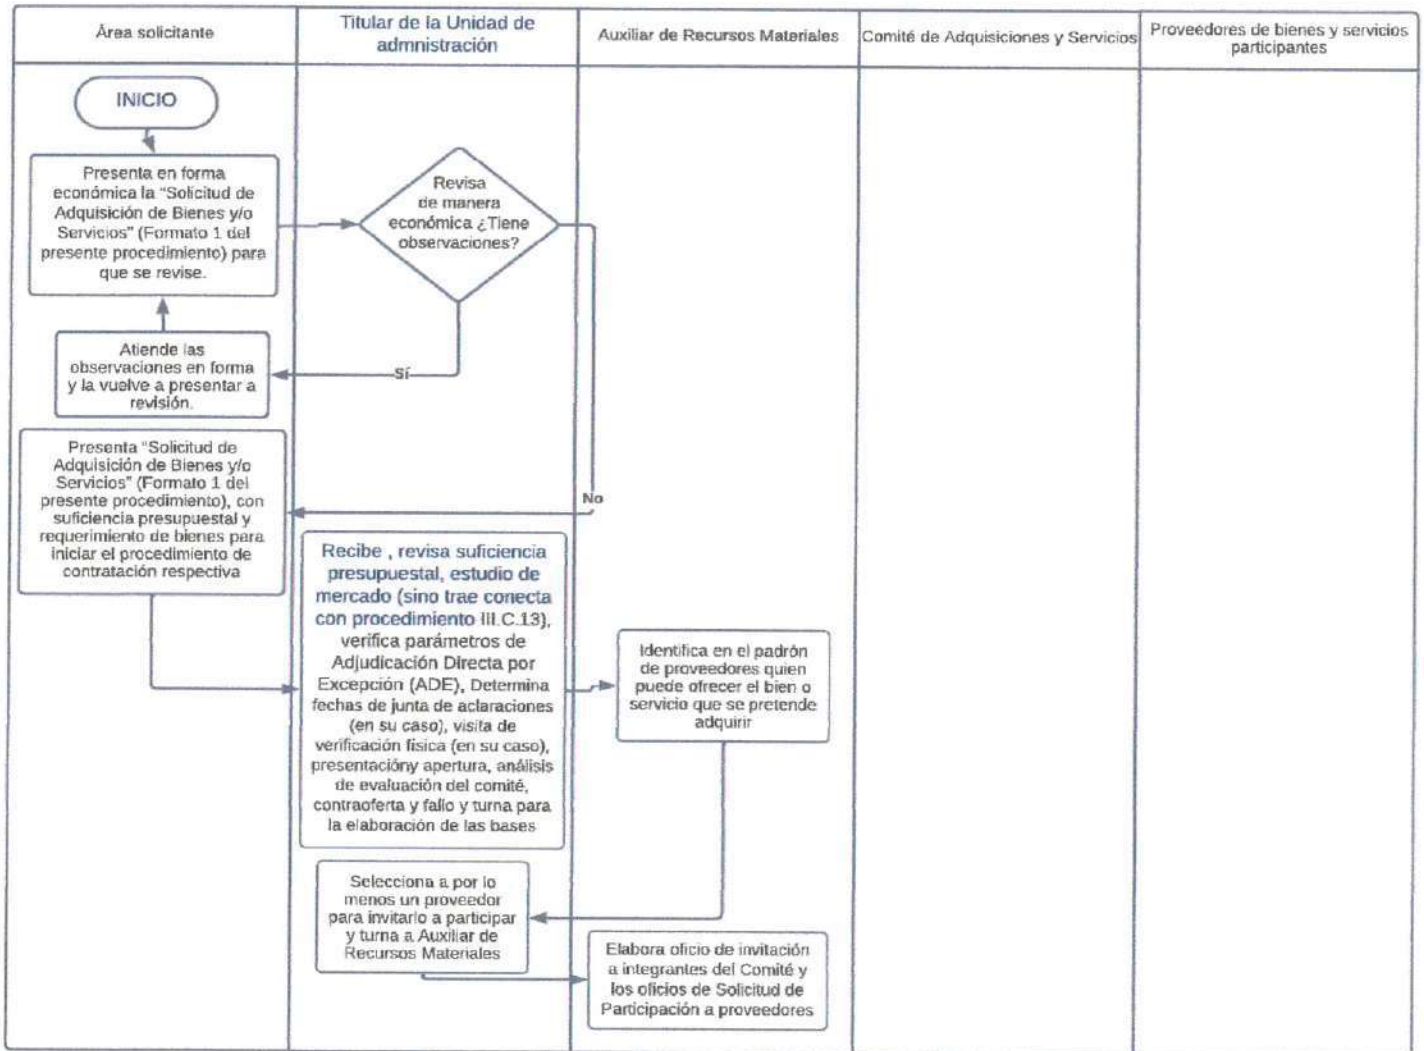 Área solicitante
Titular de la Unidad de
admnistración
Auxiliar de Recursos Materiales
Comité de Adquisiciones y Servicios
Proveedores de bienes y servicios
participantes
INICIO
Presenta en forma
económica la "Solicitud de
Adquisición de Bienes y/o
Servicios" (Formato 1 del
presente procedimiento) para
que se revise.
Revisa
de manera
económica ¿Tiene
observaciones?
Atiende las
observaciones en forma
y la vuelve a presentar a
revisión.
Sí
No
Presenta "Solicitud de
Adquisición de Bienes y/o
Servicios" (Formato 1 del
presente procedimiento), con
suficiencia presupuestal y
requerimiento de bienes para
iniciar el procedimiento de
contratación respectiva
Recibe , revisa suficiencia
presupuestal, estudio de
mercado (sino trae conecta
con procedimiento III.C.13),
verifica parámetros de
Adjudicación Directa por
Excepción (ADE), Determina
fechas de junta de aclaraciones
(en su caso), visita de
verificación física (en su caso),
presentacióny apertura, análisis
de evaluación del comité,
contraoferta y fallo y turna para
la elaboración de las bases
Identifica en el padrón
de proveedores quien
puede ofrecer el bien o
servicio que se pretende
adquirir
Selecciona a por lo
menos un proveedor
para invitarlo a participar
y turna a Auxiliar de
Recursos Materiales
Elabora oficio de invitación
a integrantes del Comité y
los oficios de Solicitud de
Participación a proveedores